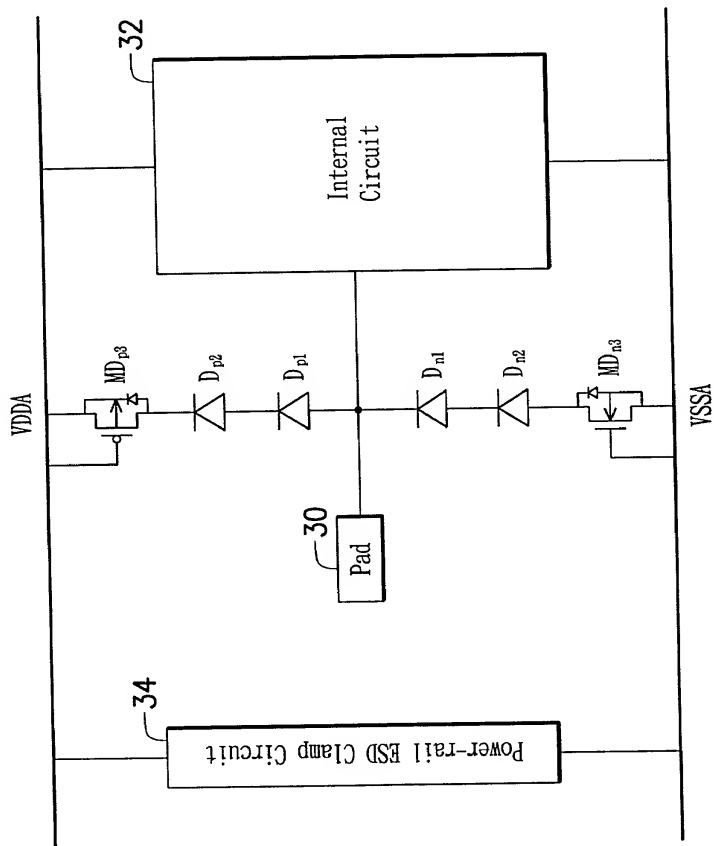 VDDA
32
MDp3
Dp2
Dp1
Internal
Circuit
30
Pad
Dn1
Dn2
MDn3
34
Power-rail ESD Clamp Circuit
VSSA